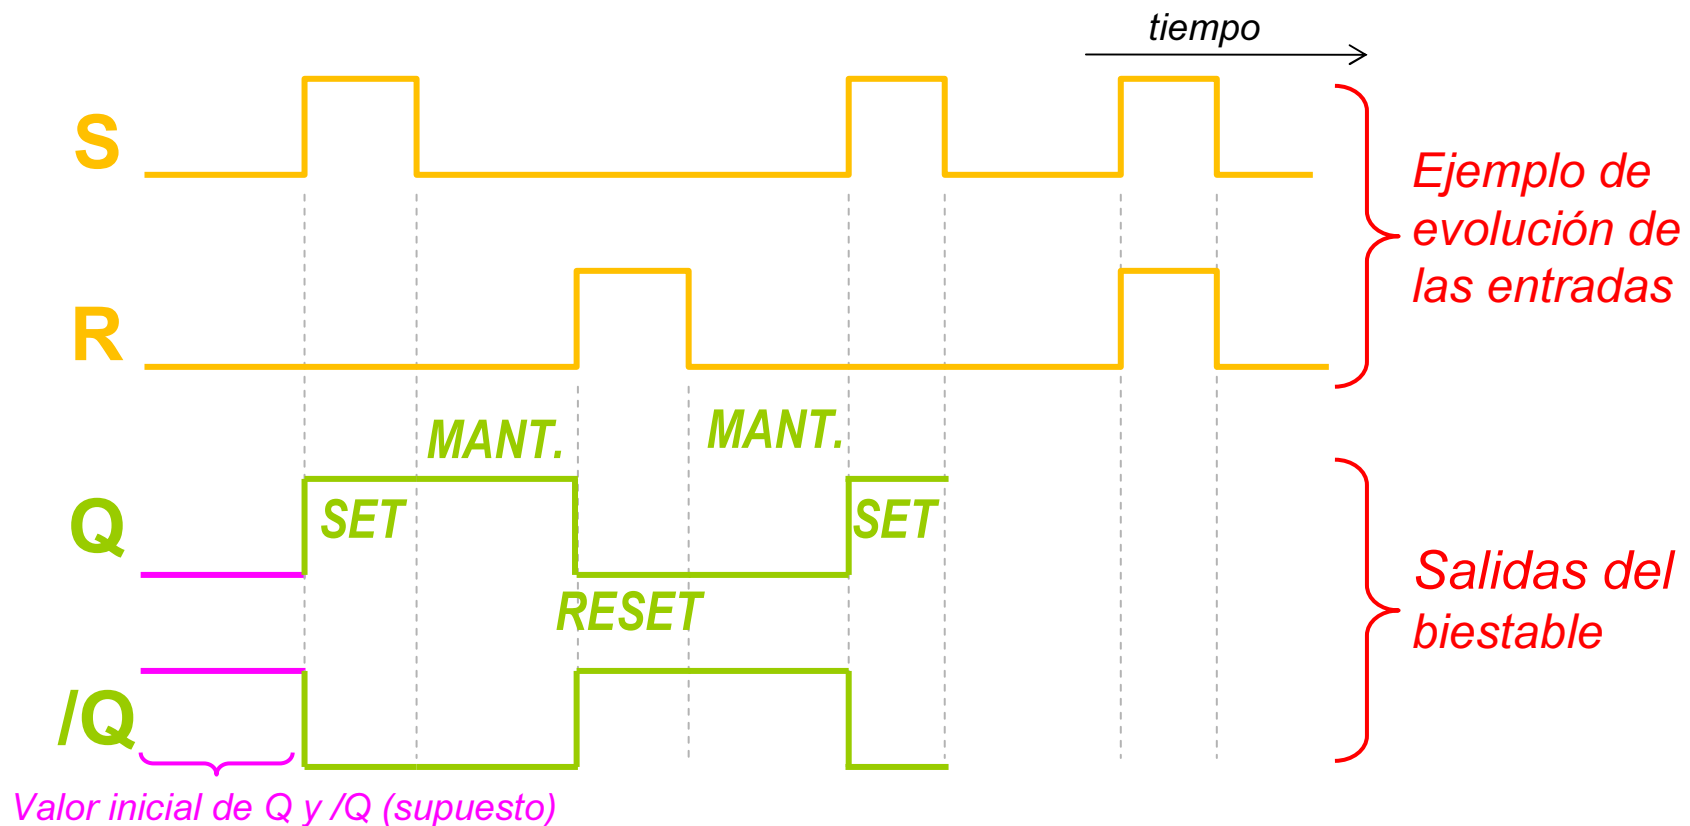 tiempo
S
Ejemplo de
evolución de
las entradas
R
MANT.
MANT.
Q
SET
SET
RESET
Salidas del
biestable
/Q
Valor inicial de Q y /Q (supuesto)